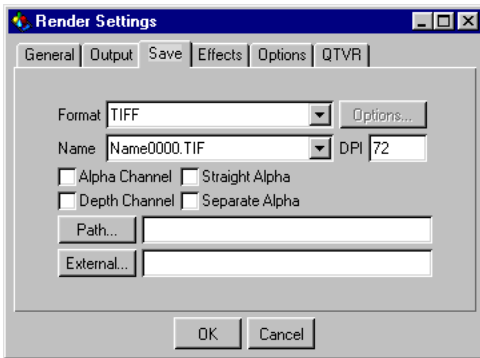 Render Settings
General Output Save Effects Options QTVR
Format TIFF Options...
Name Name0000.TIF DPI 72
Alpha Channel Straight Alpha
Depth Channel Separate Alpha
Path...
External...
OK Cancel